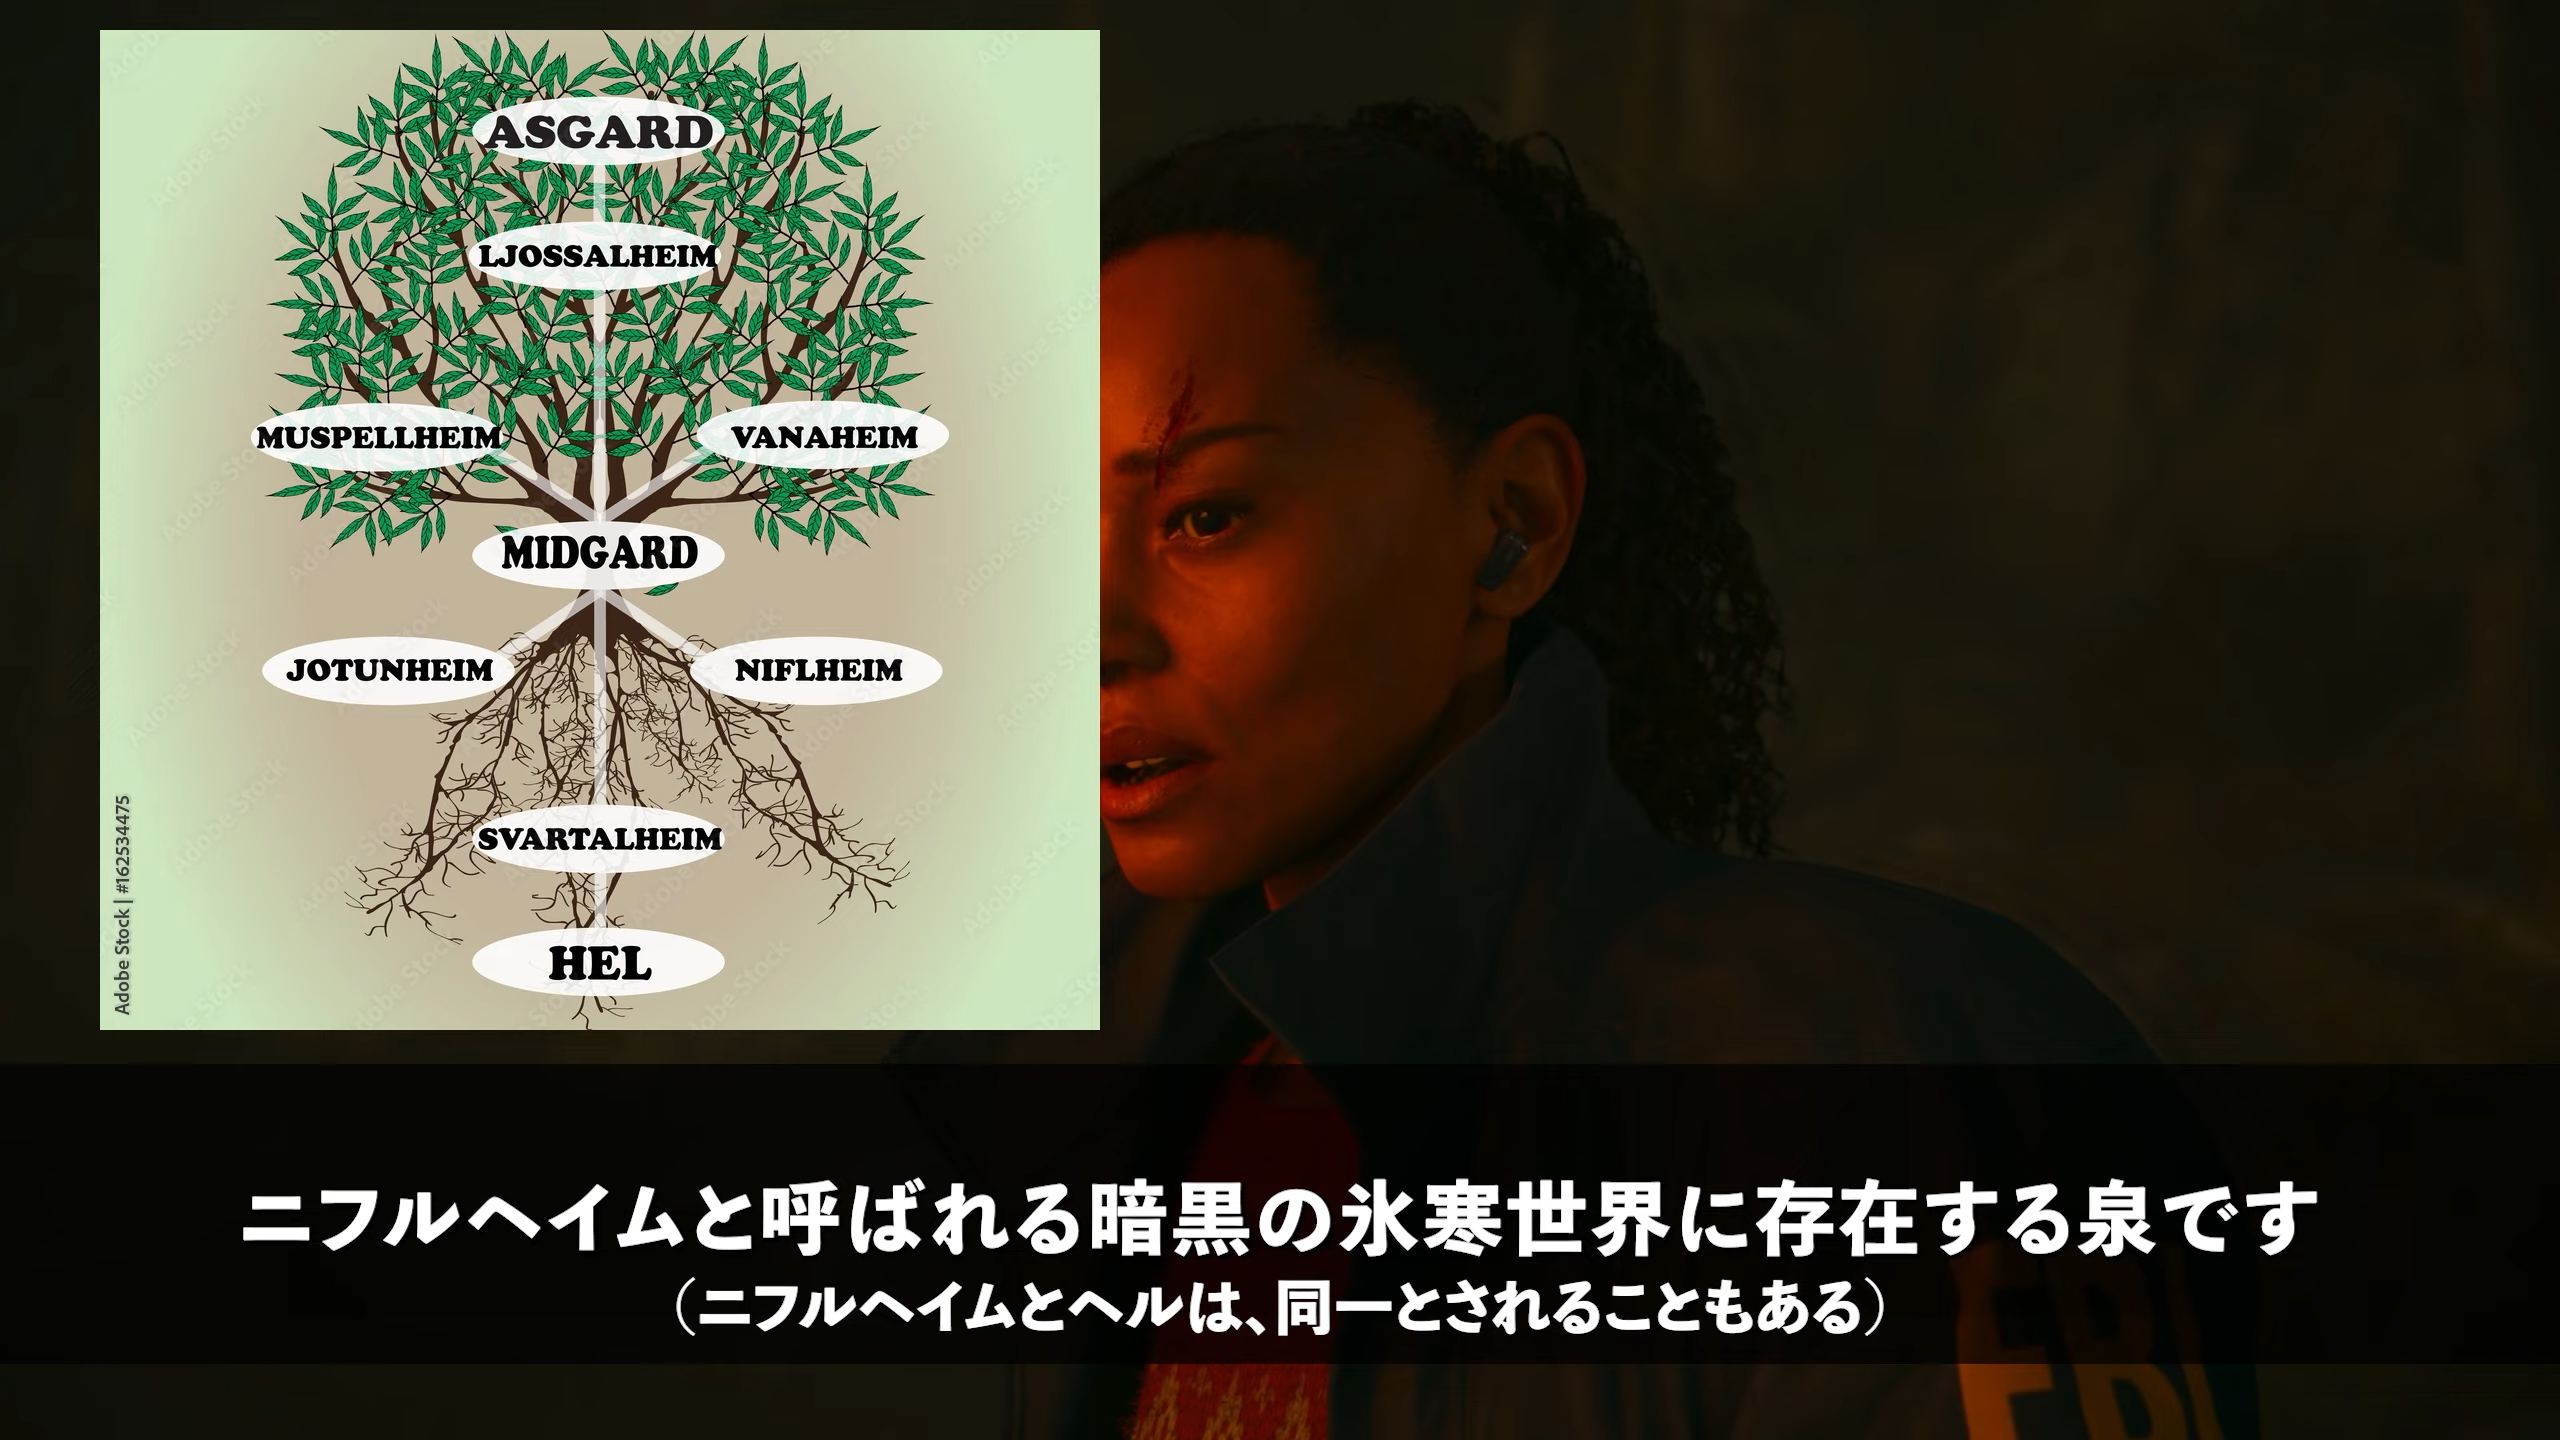 ASGARD
LJOSSALHEIM
MUSPELLHEIM
VANAHEIM
MIDGARD
JOTUNHEIM
NIFLHEIM
SVARTALHEIM
HEL
Adobe Stock | #162534475
ニフルヘイムと呼ばれる暗黒の氷寒世界に存在する泉です
（ニフルヘイムとヘルは、同一とされることもある）
FBI